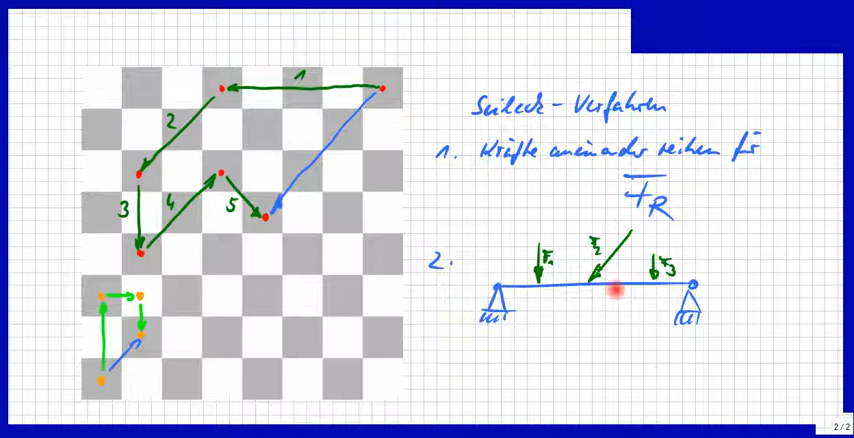 1
2
3
4
5
Seileck-Verfahren
1. Kräfte aneinander reihen für
F_R
2.
F1
F2
F3
2/2